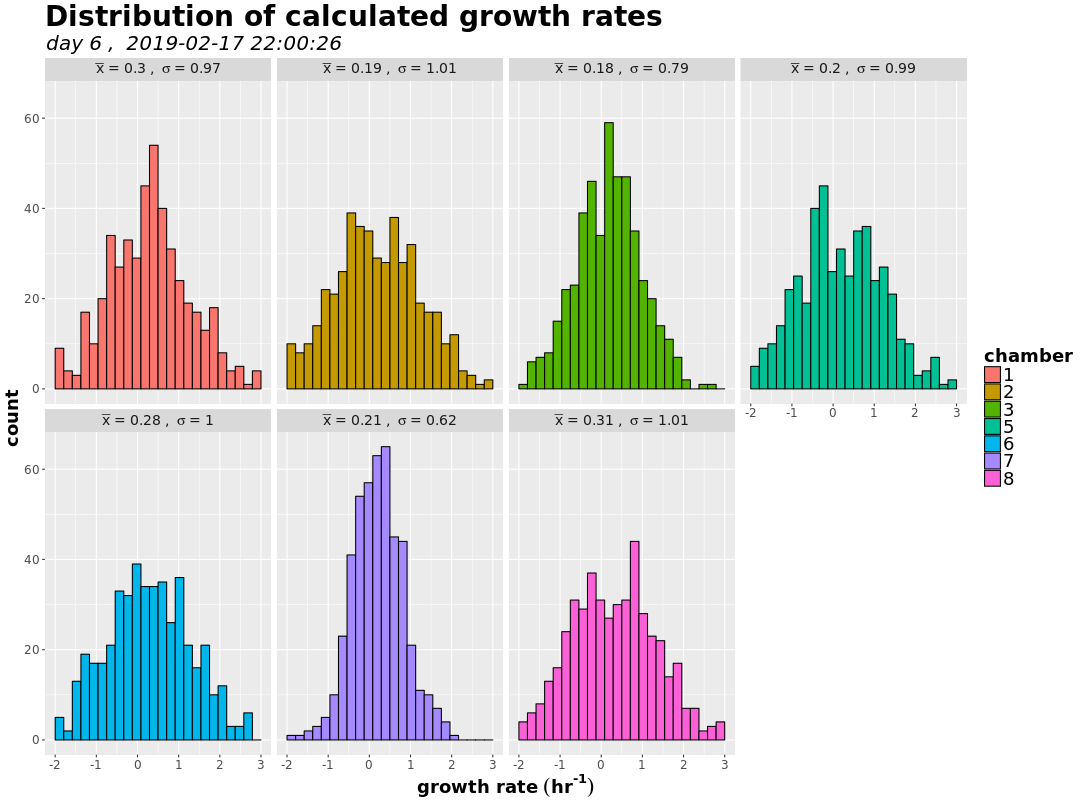 Distribution of calculated growth rates
day 6 ,  2019-02-17 22:00:26
x̅ = 0.3 ,  σ = 0.97
x̅ = 0.19 ,  σ = 1.01
x̅ = 0.18 ,  σ = 0.79
x̅ = 0.2 ,  σ = 0.99
60
40
20
0
-2 -1 0 1 2 3
x̅ = 0.28 ,  σ = 1
x̅ = 0.21 ,  σ = 0.62
x̅ = 0.31 ,  σ = 1.01
60
40
20
0
-2 -1 0 1 2 3
-2 -1 0 1 2 3
-2 -1 0 1 2 3
count
growth rate (hr⁻¹)
chamber
1
2
3
5
6
7
8